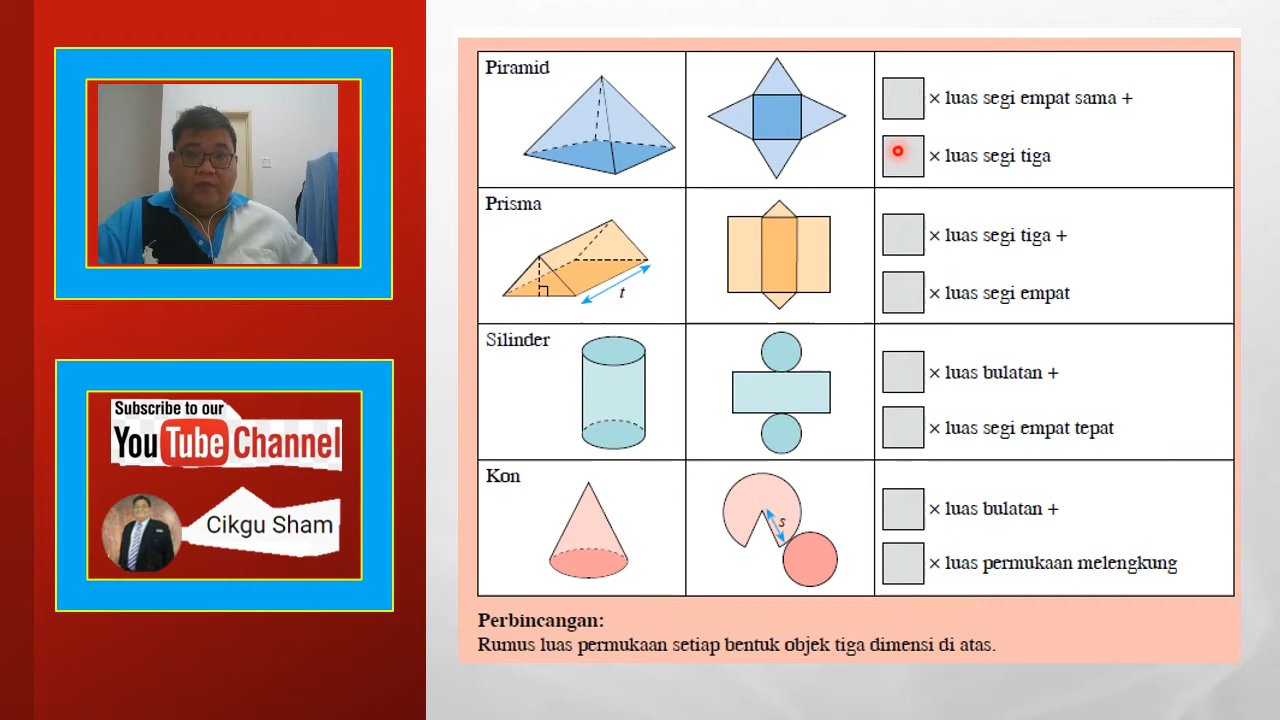 Piramid
× luas segi empat sama +
× luas segi tiga
Prisma
t
× luas segi tiga +
× luas segi empat
Silinder
× luas bulatan +
× luas segi empat tepat
Kon
s
× luas bulatan +
× luas permukaan melengkung
Perbincangan:
Rumus luas permukaan setiap bentuk objek tiga dimensi di atas.
Subscribe to our
YouTube Channel
Cikgu Sham